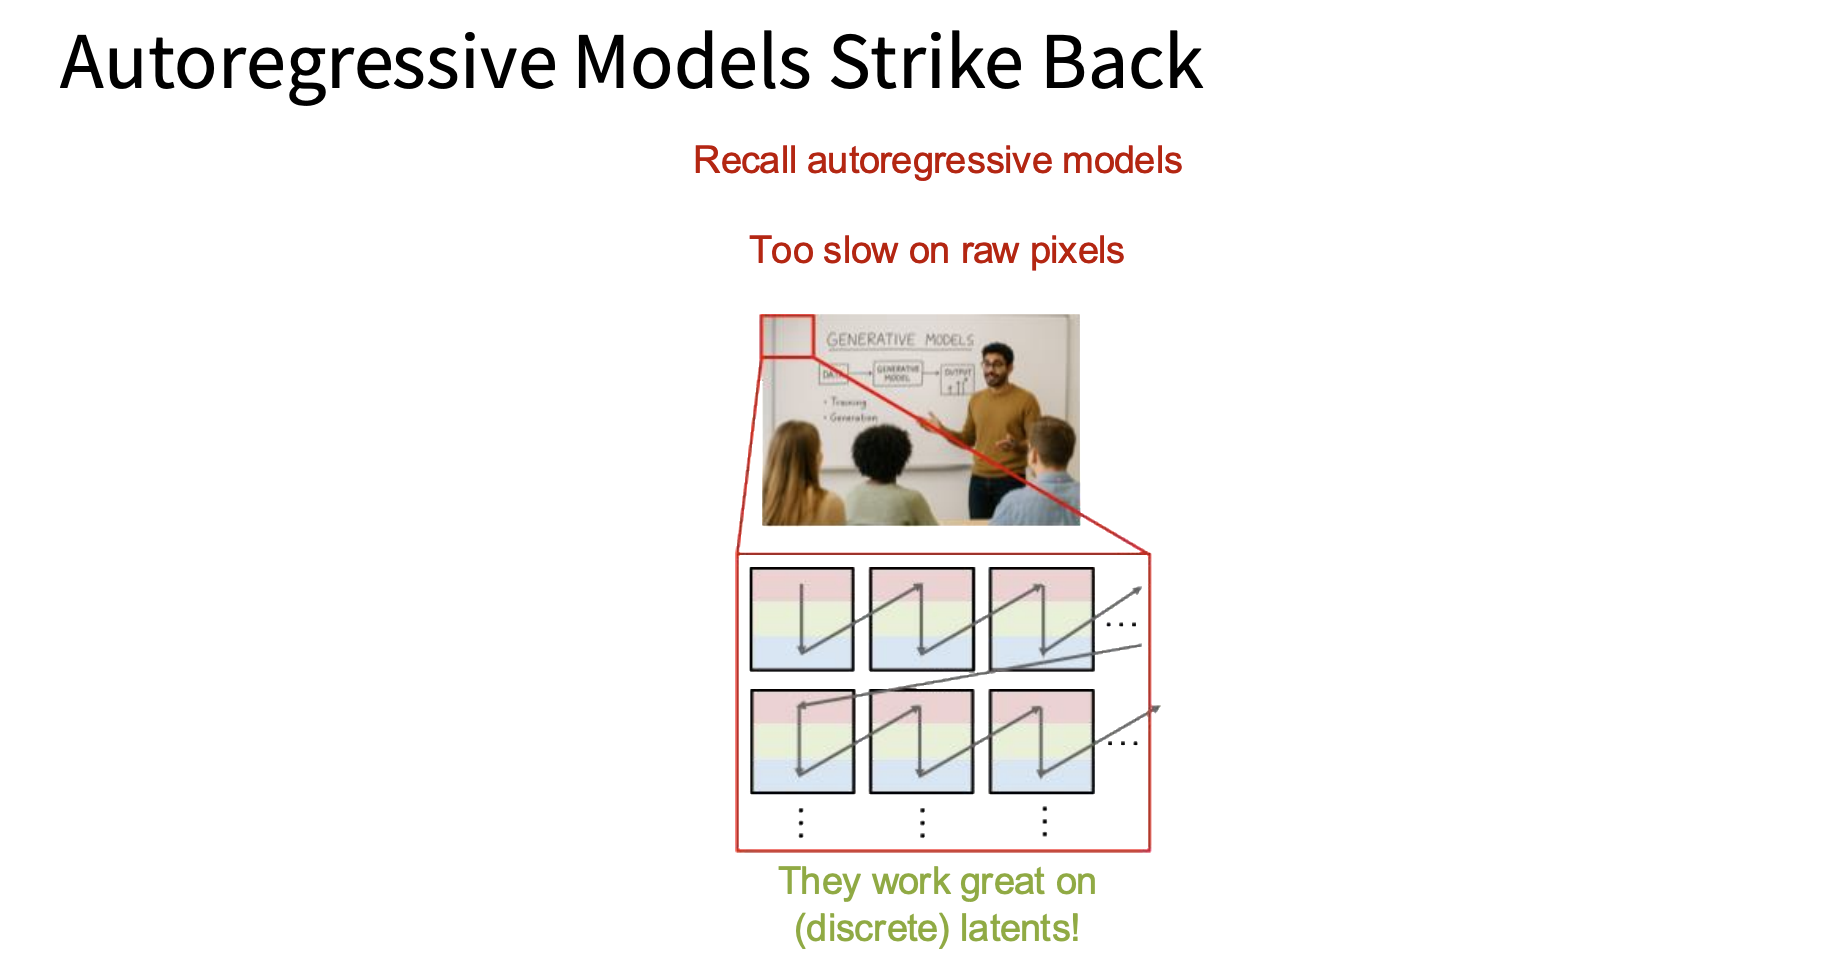 Autoregressive Models Strike Back
Recall autoregressive models
Too slow on raw pixels
GENERATIVE MODELS
DATA
GENERATIVE
MODEL
OUTPUT
• Training
• Generation
...
...
They work great on
(discrete) latents!